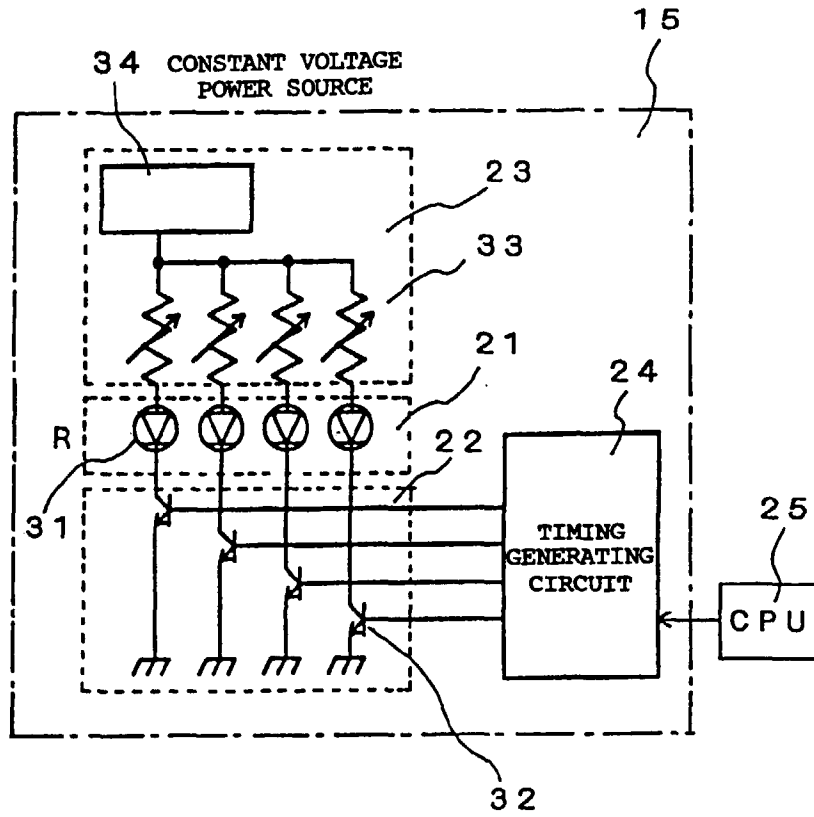 15
34 CONSTANT VOLTAGE
POWER SOURCE
23
33
21
24
R
22
31
25
TIMING
GENERATING
CIRCUIT
CPU
32